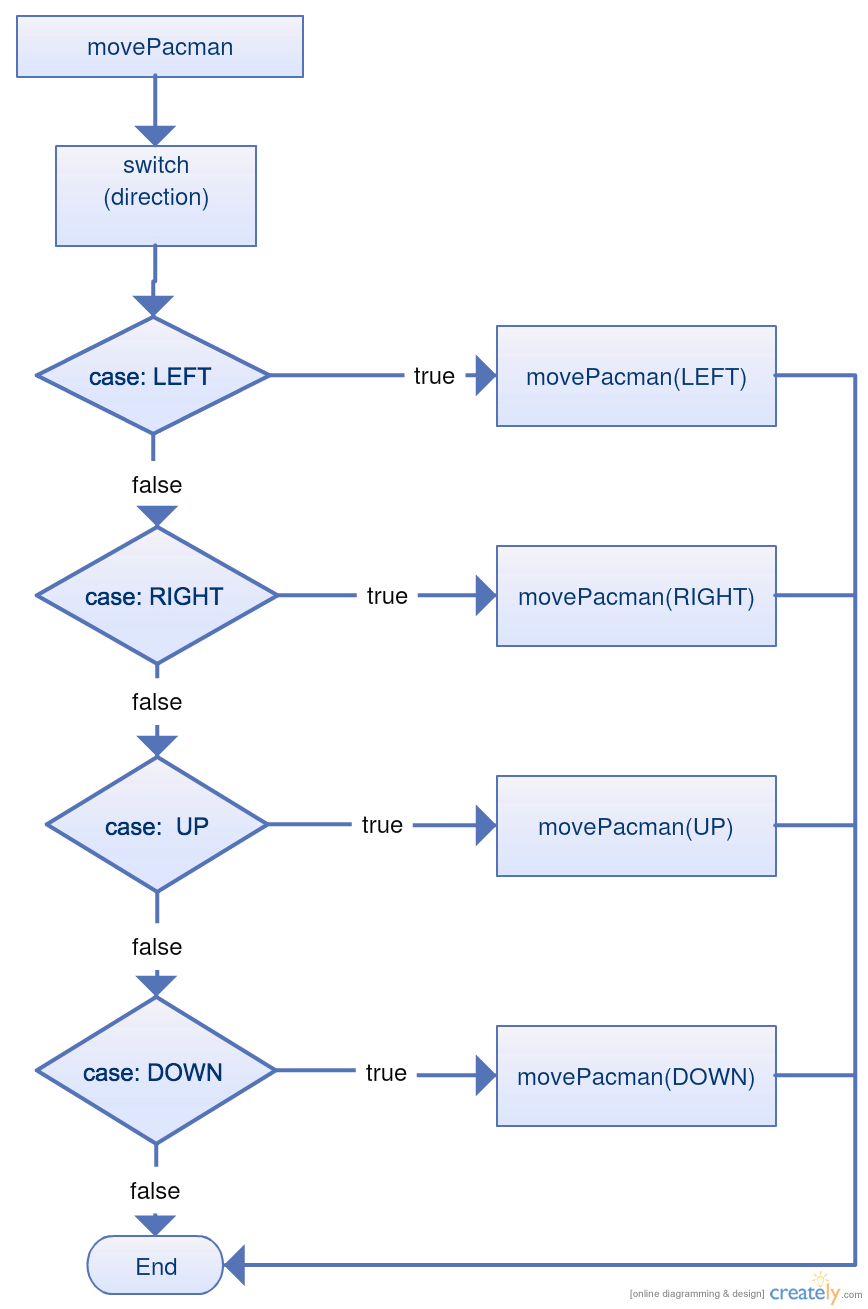 movePacman
switch
(direction)
case: LEFT
true
movePacman(LEFT)
false
case: RIGHT
true
movePacman(RIGHT)
false
case: UP
true
movePacman(UP)
false
case: DOWN
true
movePacman(DOWN)
false
End
[online diagramming & design] creately.com